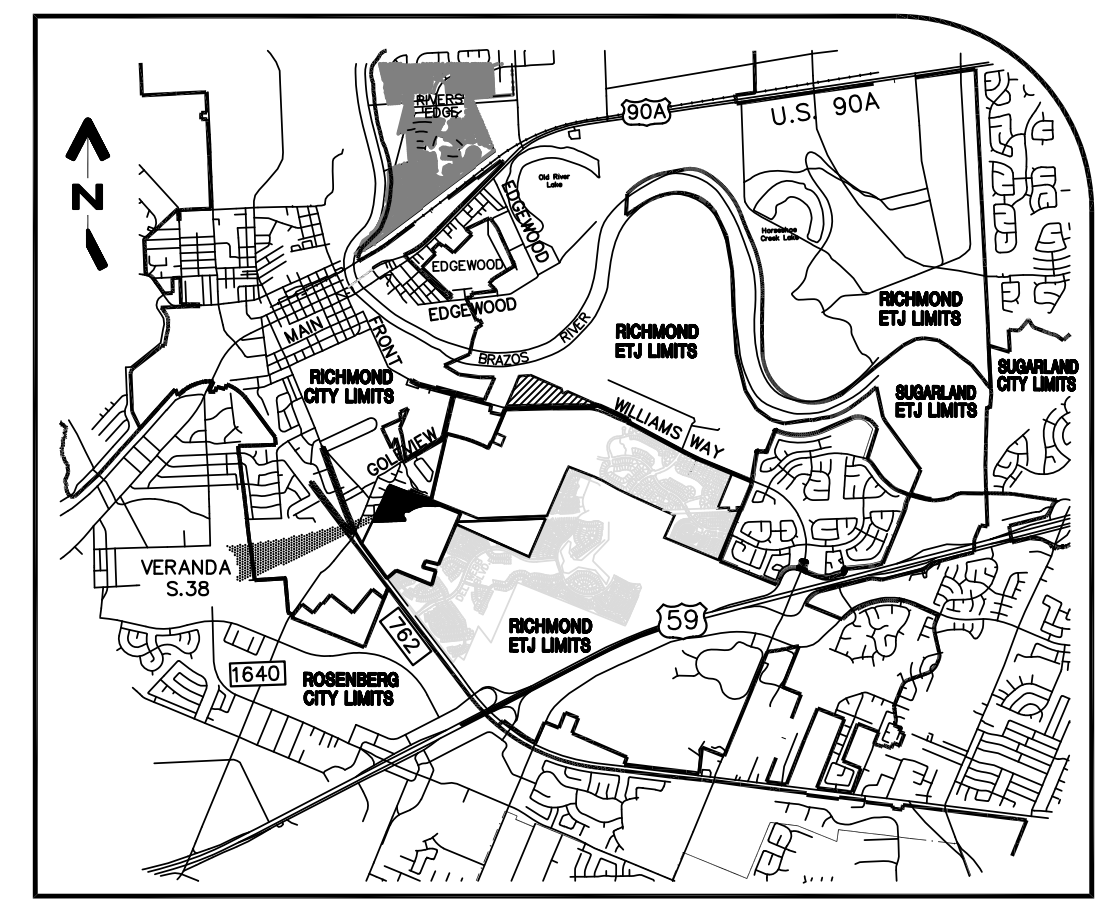 RIVERS
EDGE
90A
U.S. 90A
N
Old River
Lake
EDGEWOOD
Horseshoe
Creek Lake
EDGEWOOD
EDGEWOOD
RICHMOND
ETJ LIMITS
MAIN
FRONT
BRAZOS
RIVER
RICHMOND
ETJ LIMITS
SUGARLAND
CITY LIMITS
RICHMOND
CITY LIMITS
SUGARLAND
ETJ LIMITS
WILLIAMS WAY
GOLFVIEW
VERANDA
S.38
59
762
RICHMOND
ETJ LIMITS
1640
ROSENBERG
CITY LIMITS